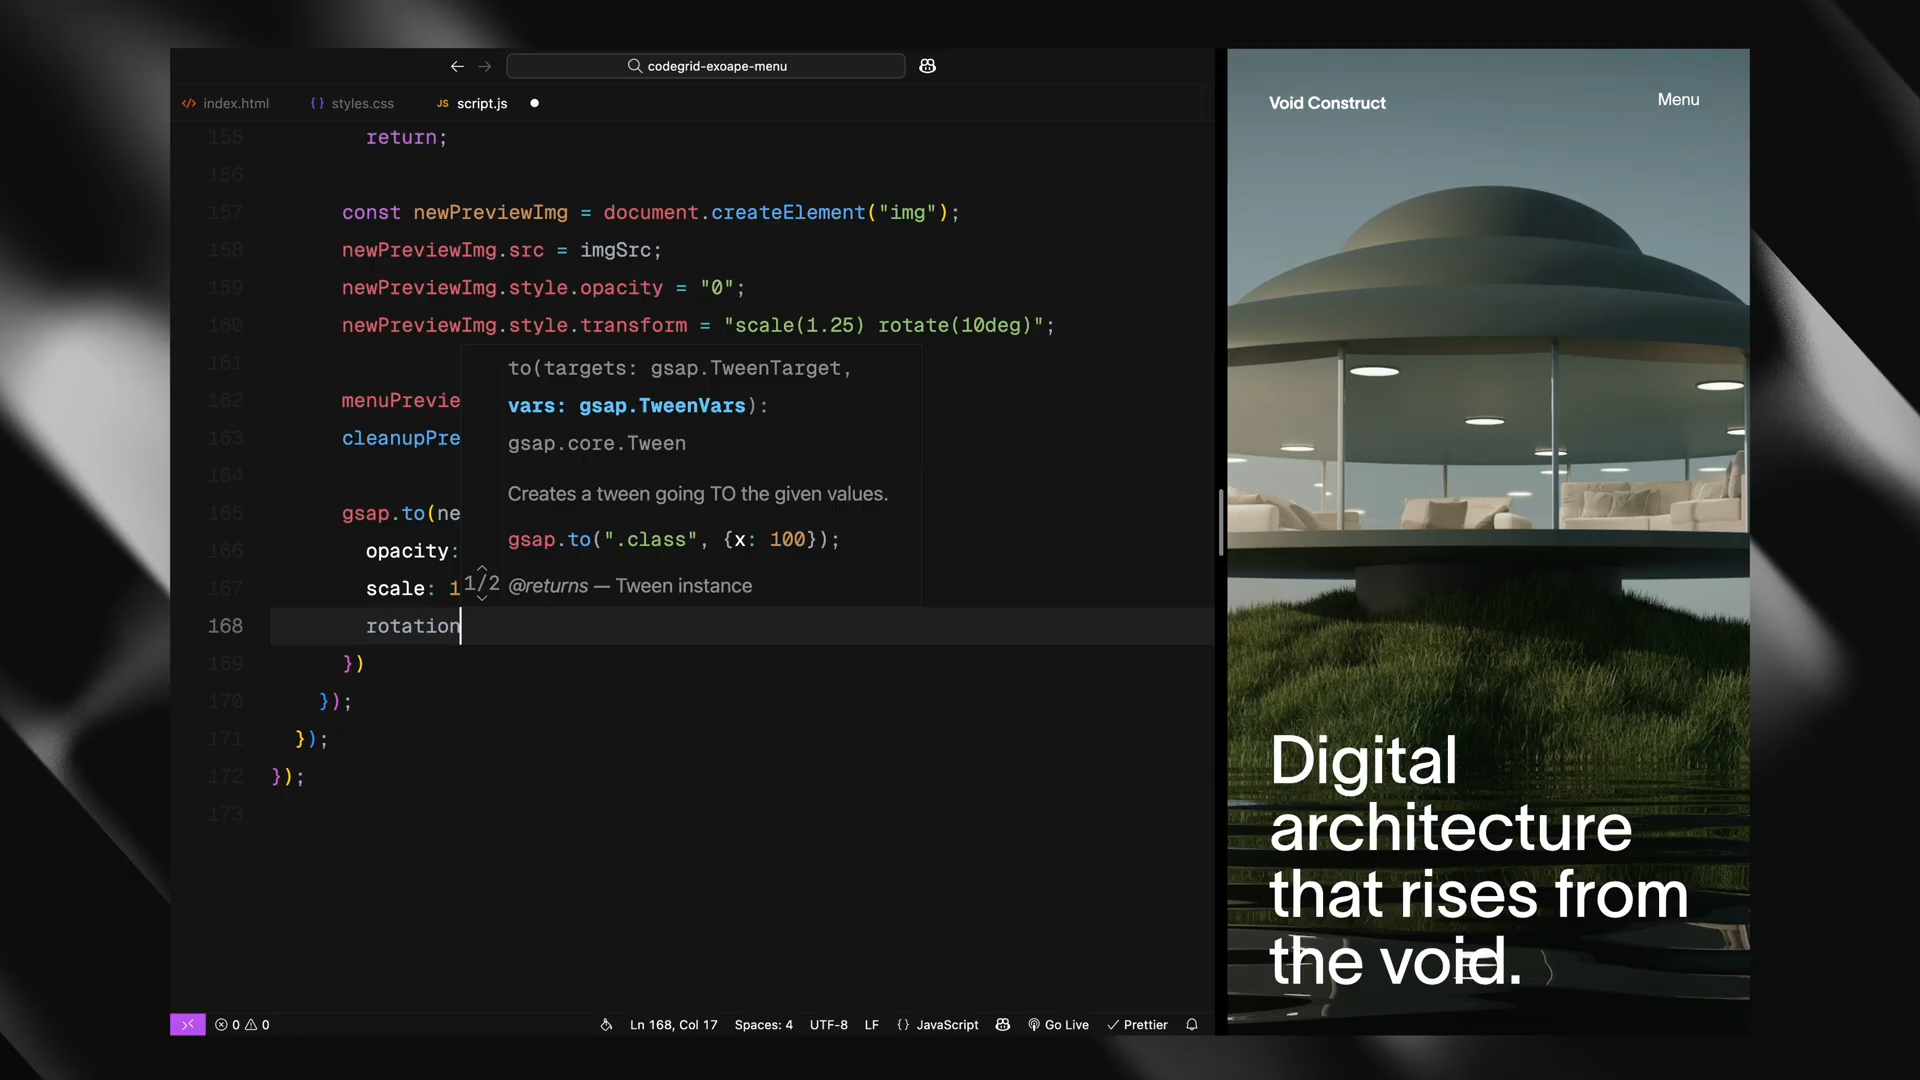 codegrid-exoape-menu
index.html
styles.css
JS script.js
155 return;
156
157 const newPreviewImg = document.createElement("img");
158 newPreviewImg.src = imgSrc;
159 newPreviewImg.style.opacity = "0";
160 newPreviewImg.style.transform = "scale(1.25) rotate(10deg)";
161
162 menuPrevie
163 cleanupPre
164
165 gsap.to(ne
166 opacity:
167 scale: 1
168 rotation
169 })
170 });
171 });
172 });
173
to(targets: gsap.TweenTarget,
vars: gsap.TweenVars):
gsap.core.Tween
Creates a tween going TO the given values.
gsap.to(".class", {x: 100});
1/2 @returns — Tween instance
0 0
Ln 168, Col 17 Spaces: 4 UTF-8 LF {} JavaScript Go Live Prettier
Void Construct
Menu
Digital
architecture
that rises from
the void.